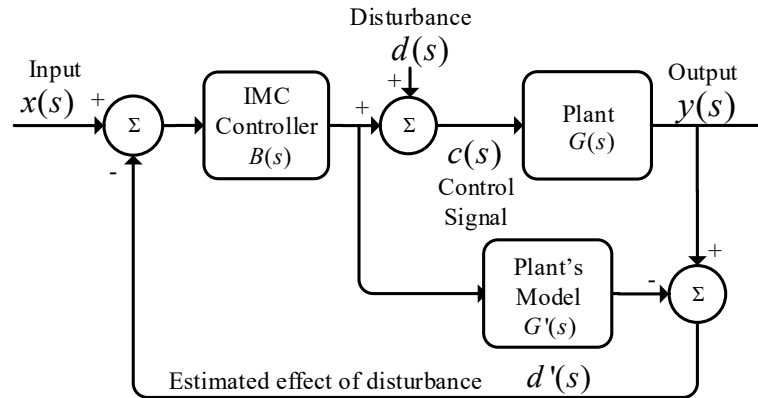 Disturbance
d(s)
Input
x(s)
+
Σ
-
IMC
Controller
B(s)
+
+
Σ
c(s)
Control
Signal
Plant
G(s)
Output
y(s)
Plant's
Model
G'(s)
-
+
Σ
Estimated effect of disturbance d'(s)